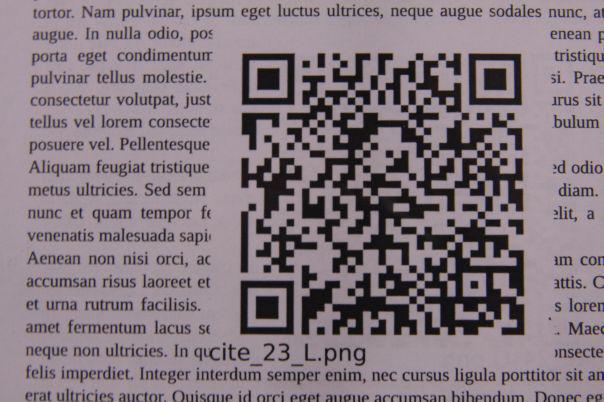 tortor. Nam pulvinar, ipsum eget luctus ultrices, neque augue sodales nunc, at
augue. In nulla odio, pos enean p
porta eget condimentum tristiqu
pulvinar tellus molestie. si. Prae
consectetur volutpat, just urus sit
tellus vel lorem consecte bulum
posuere vel. Pellentesque
Aliquam feugiat tristique ed odio
metus ultricies. Sed sem diam.
nunc et quam tempor fe elit, a
venenatis malesuada sapi
Aenean non nisi orci, ac am con
accumsan risus laoreet et attis. C
et urna rutrum facilisis. s lorem
amet fermentum lacus se . Maec
neque non ultricies. In qu onsecte
cite_23_L.png
felis imperdiet. Integer interdum semper enim, nec cursus ligula porttitor sit am
erat ultricies auctor. Quisque id orci eget augue accumsan bibendum. Donec eg